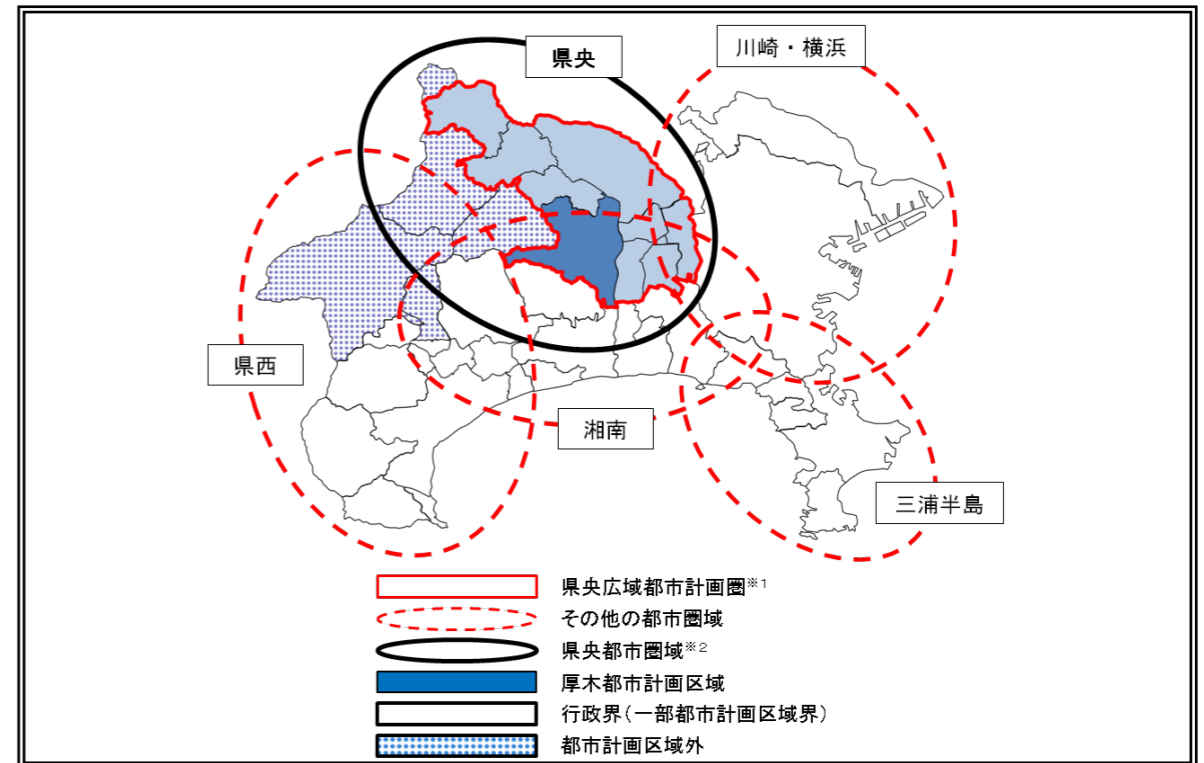 県央
川崎・横浜
県西
湘南
三浦半島
県央広域都市計画圏※1
その他の都市圏域
県央都市圏域※2
厚木都市計画区域
行政界(一部都市計画区域界)
都市計画区域外